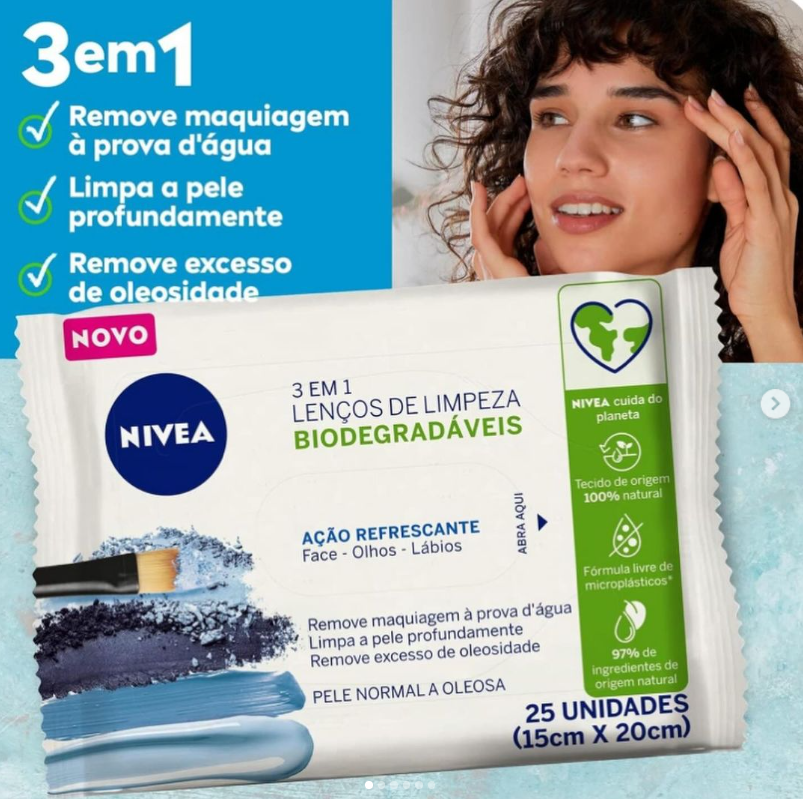 3em1
Remove maquiagem
à prova d'água
Limpa a pele
profundamente
Remove excesso
de oleosidade
NOVO
NIVEA
3 EM 1
LENÇOS DE LIMPEZA
BIODEGRADÁVEIS
AÇÃO REFRESCANTE
Face - Olhos - Lábios
ABRA AQUI
Remove maquiagem à prova d'água
Limpa a pele profundamente
Remove excesso de oleosidade
PELE NORMAL A OLEOSA
25 UNIDADES
(15cm X 20cm)
NIVEA cuida do
planeta
Tecido de origem
100% natural
Fórmula livre de
microplásticos*
97% de
ingredientes de
origem natural